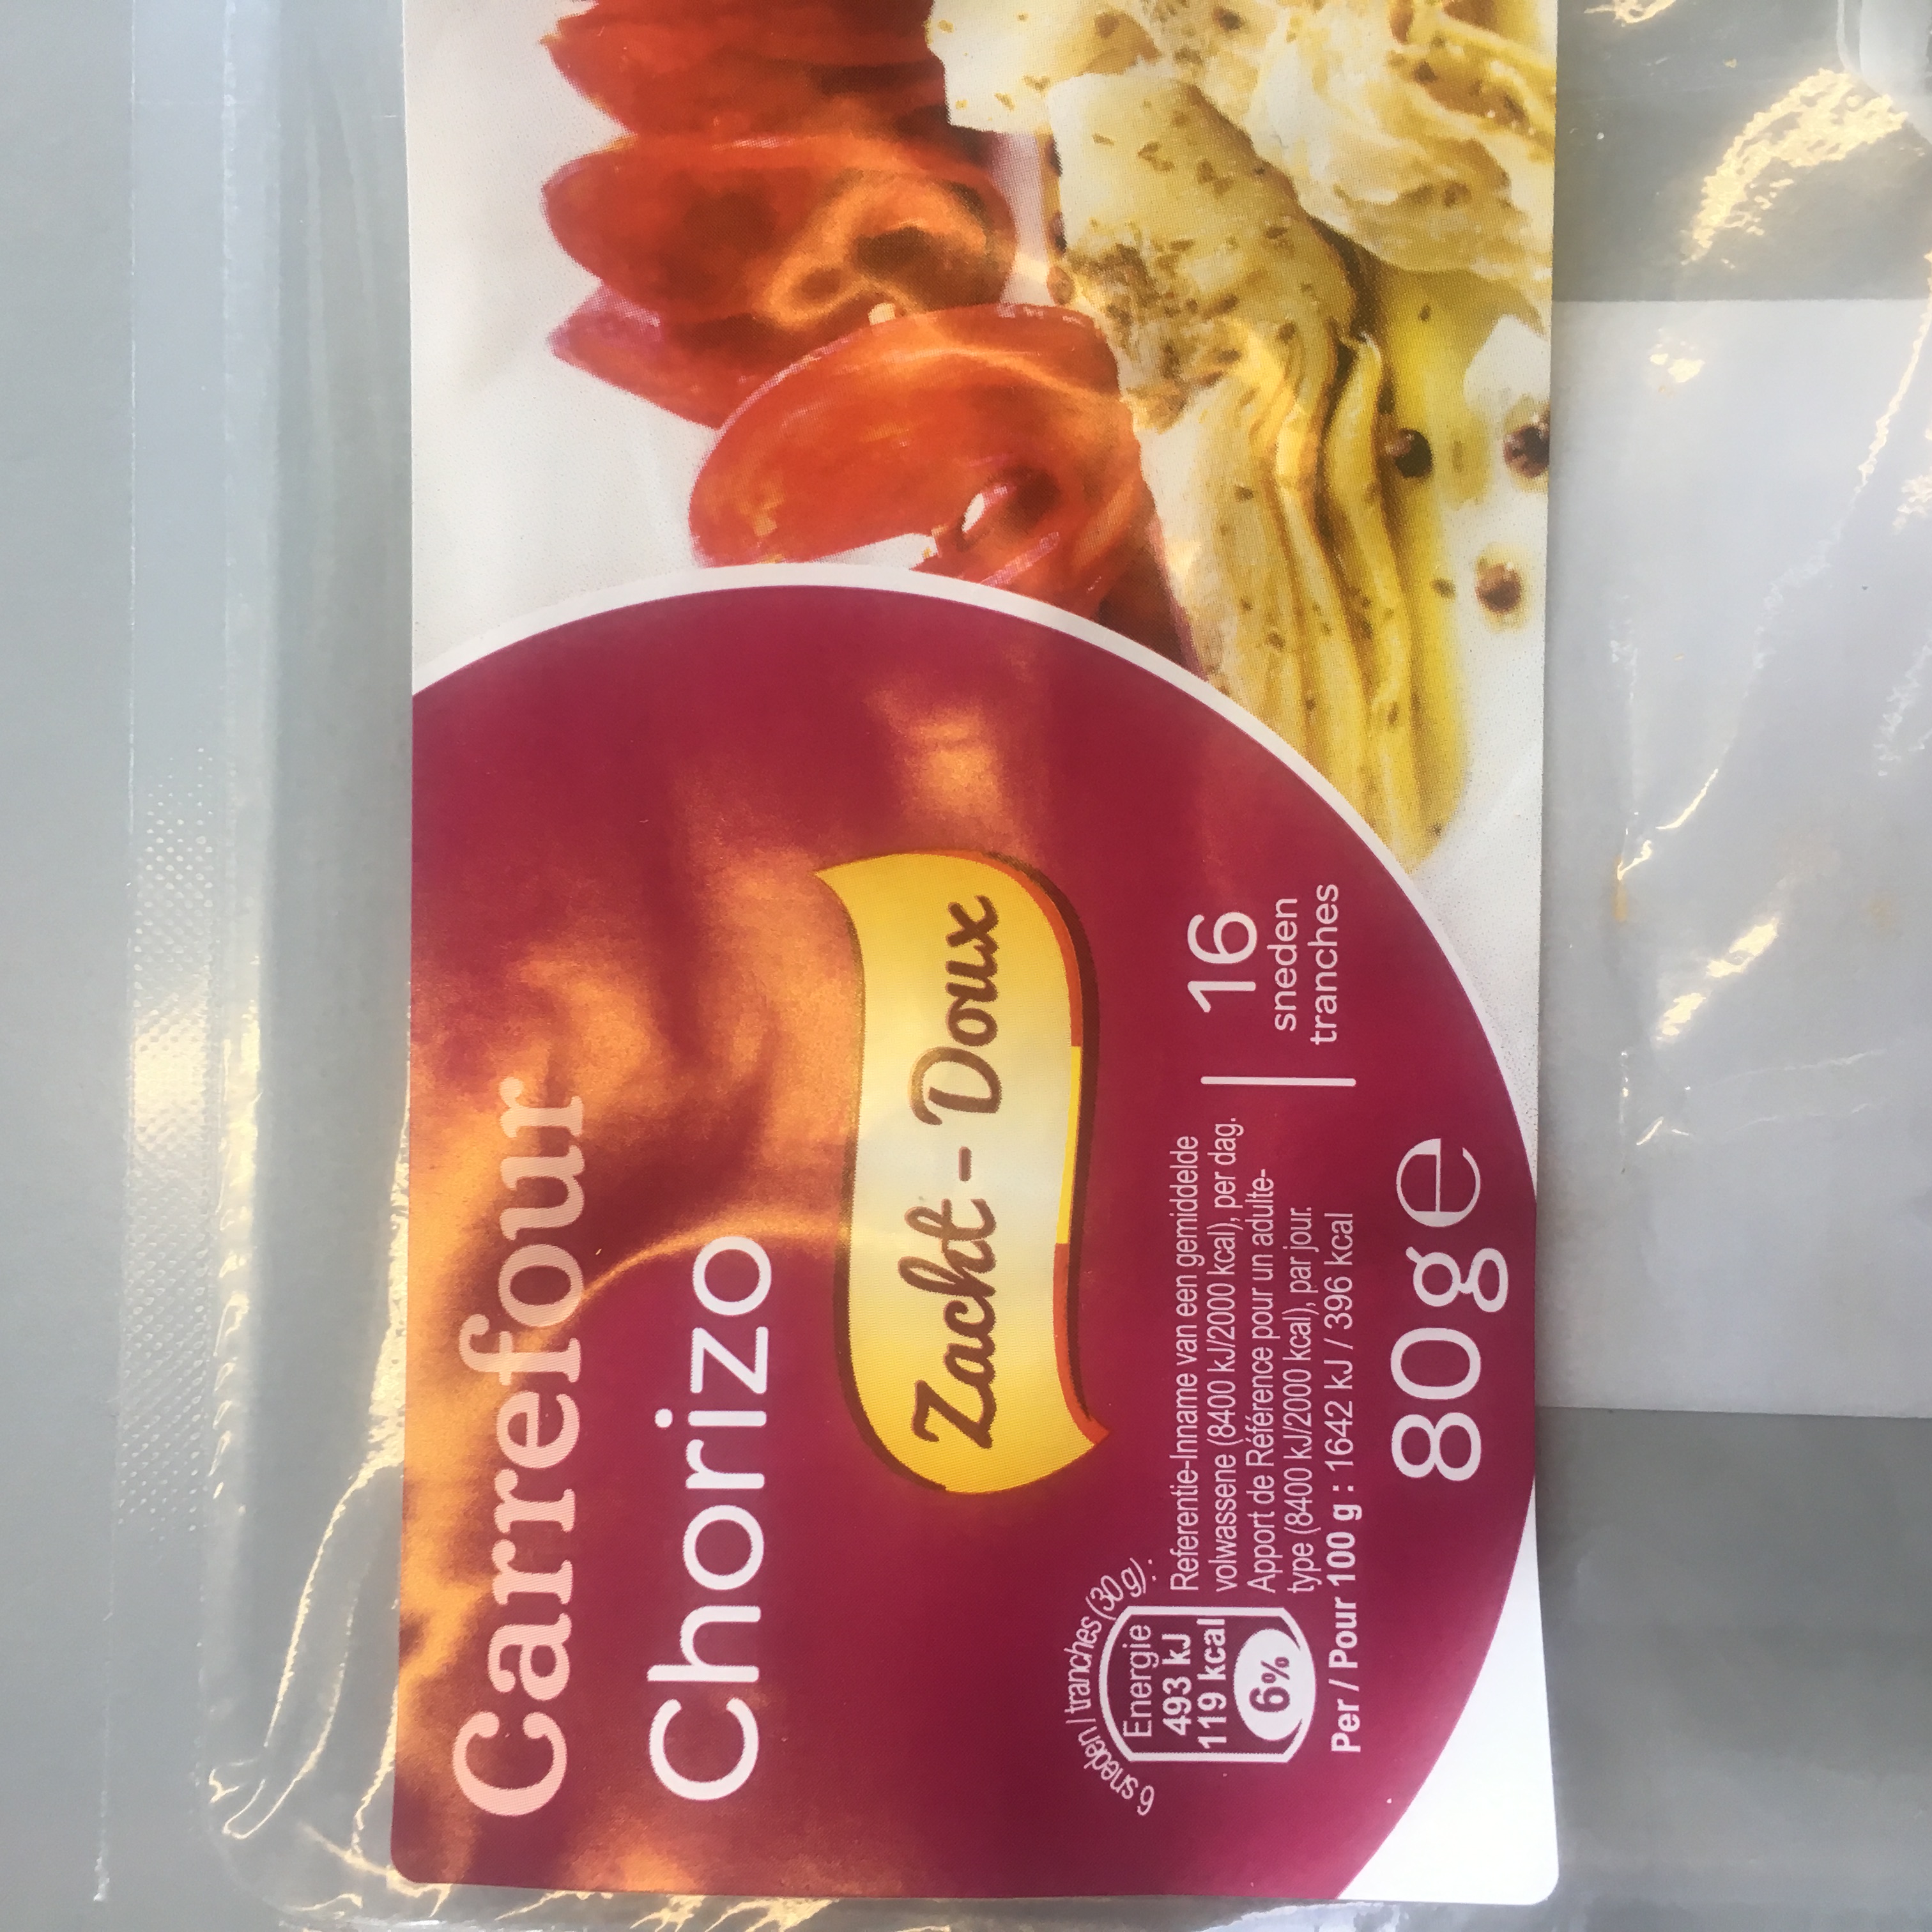 Carrefour
Chorizo
Zacht - Doux
6 sneden / tranches (30 g):
Energie
493 kJ
119 kcal
6%
Referentie-Inname van een gemiddelde
volwassene (8400 kJ/2000 kcal), per dag.
Apport de Référence pour un adulte-
type (8400 kJ/2000 kcal), par jour.
Per / Pour 100 g : 1642 kJ / 396 kcal
16
sneden
tranches
80g℮